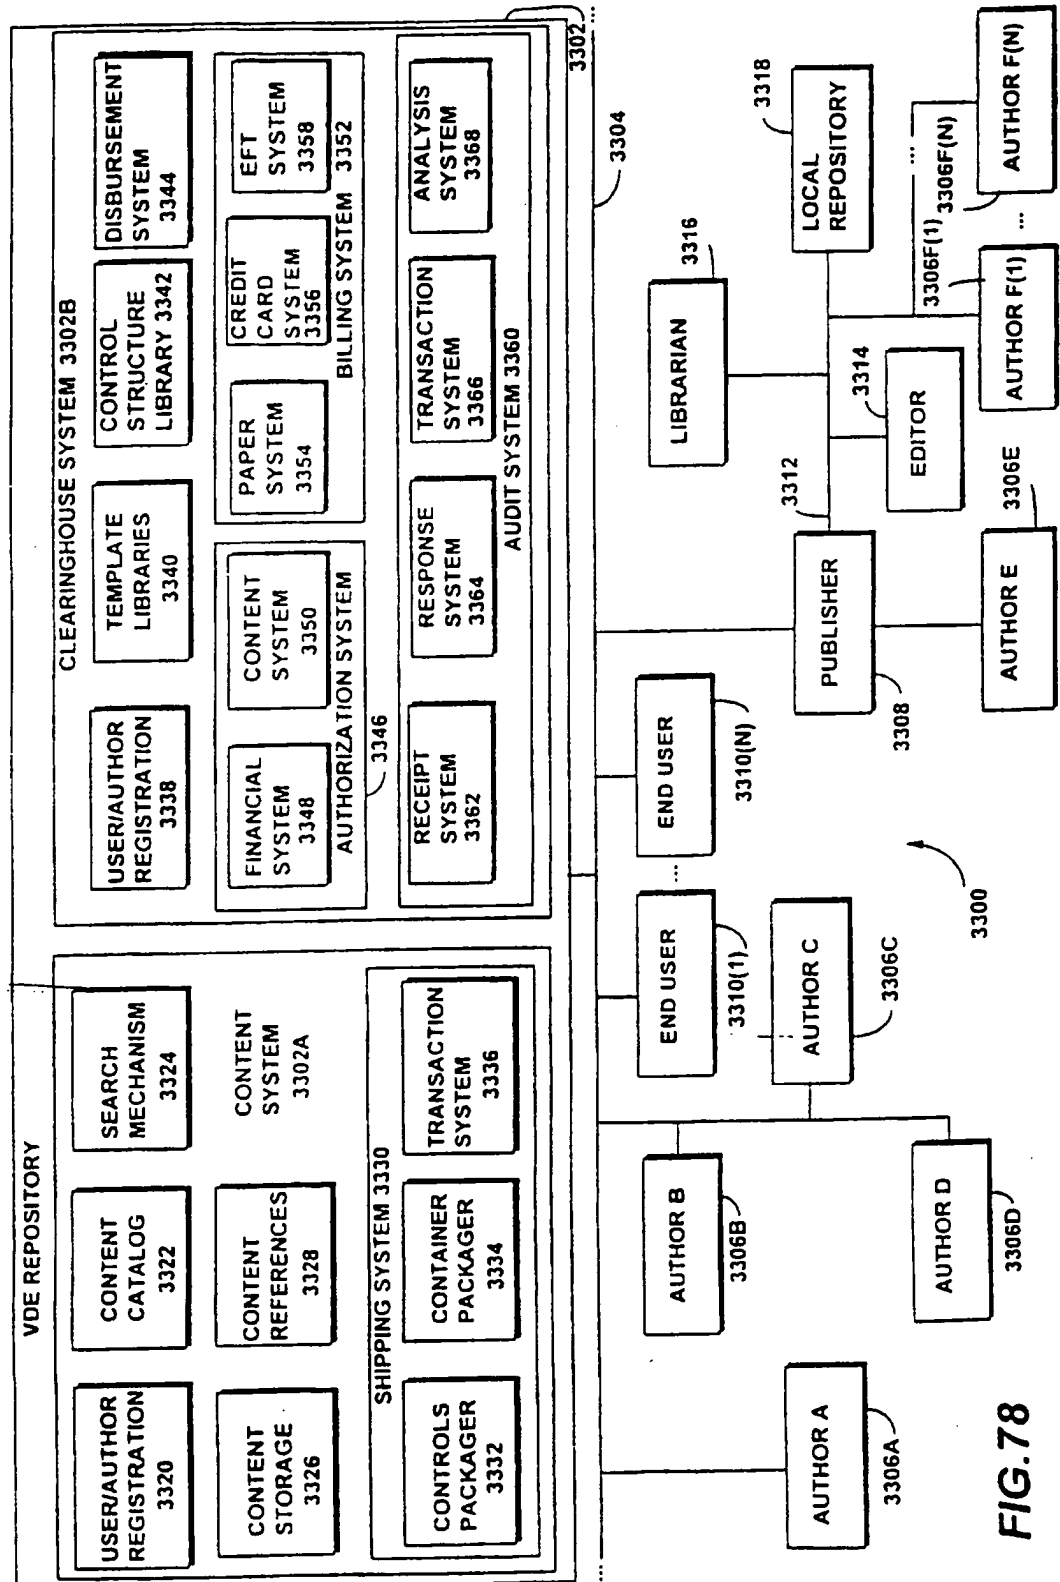 VDE REPOSITORY
USER/AUTHOR
REGISTRATION
3320
CONTENT
CATALOG
3322
SEARCH
MECHANISM
3324
CONTENT
STORAGE
3326
CONTENT
REFERENCES
3328
CONTENT
SYSTEM
3302A
SHIPPING SYSTEM 3330
CONTROLS
PACKAGER
3332
CONTAINER
PACKAGER
3334
TRANSACTION
SYSTEM
3336
CLEARINGHOUSE SYSTEM 3302B
USER/AUTHOR
REGISTRATION
3338
TEMPLATE
LIBRARIES
3340
CONTROL
STRUCTURE
LIBRARY 3342
DISBURSEMENT
SYSTEM
3344
FINANCIAL
SYSTEM
3348
CONTENT
SYSTEM
3350
AUTHORIZATION SYSTEM
3346
PAPER
SYSTEM
3354
CREDIT
CARD
SYSTEM
3356
EFT
SYSTEM
3358
BILLING SYSTEM 3352
RECEIPT
SYSTEM
3362
RESPONSE
SYSTEM
3364
TRANSACTION
SYSTEM
3366
ANALYSIS
SYSTEM
3368
AUDIT SYSTEM 3360
3302
...
...
3304
AUTHOR A
3306A
AUTHOR B
3306B
AUTHOR C
3306C
AUTHOR D
3306D
END USER
3310(1)
...
END USER
3310(N)
PUBLISHER
3308
3312
AUTHOR E
3306E
LIBRARIAN
3316
EDITOR
3314
LOCAL
REPOSITORY
3318
3306F(1)
AUTHOR F(1)
...
...
3306F(N)
AUTHOR F(N)
3300
FIG.78